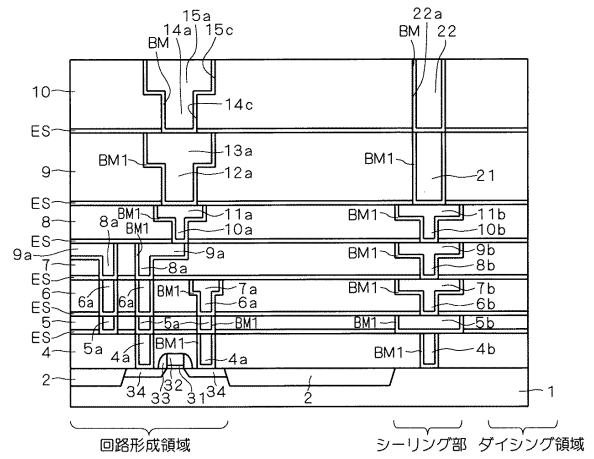 22a
15a BM 22
14a 15c
BM
10 14c
ES
13a
BM1 BM1
9 12a 21
ES
BM1 11a BM1 11b
8 8a BM1 10a 10b
ES
9a 9a BM1 9b
7 8a 8b
ES
6 6a 6a BM1 7a BM1 7b
6a 6b
ES
5 5a BM1 BM1 5b
ES 5a BM1
4 4a 4a BM1 4b
2 34 33 32 31 34 2 1
回路形成領域 シーリング部 ダイシング領域